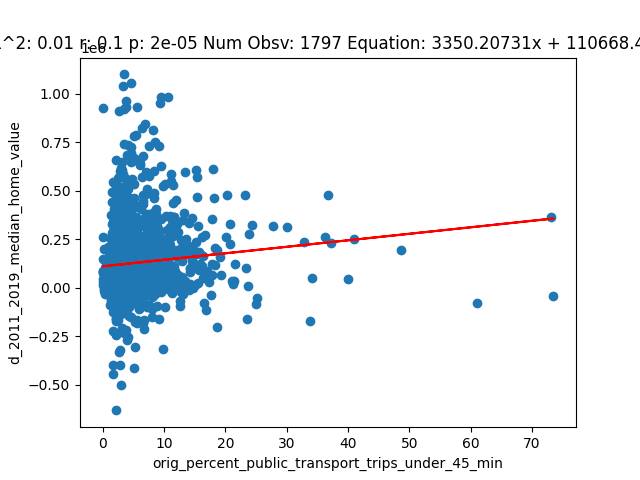 ^2: 0.01 r: 0.1 p: 2e-05 Num Obsv: 1797 Equation: 3350.20731x + 110668.4
1e6
1.00
0.75
0.50
0.25
0.00
−0.25
−0.50
d_2011_2019_median_home_value
0 10 20 30 40 50 60 70
orig_percent_public_transport_trips_under_45_min